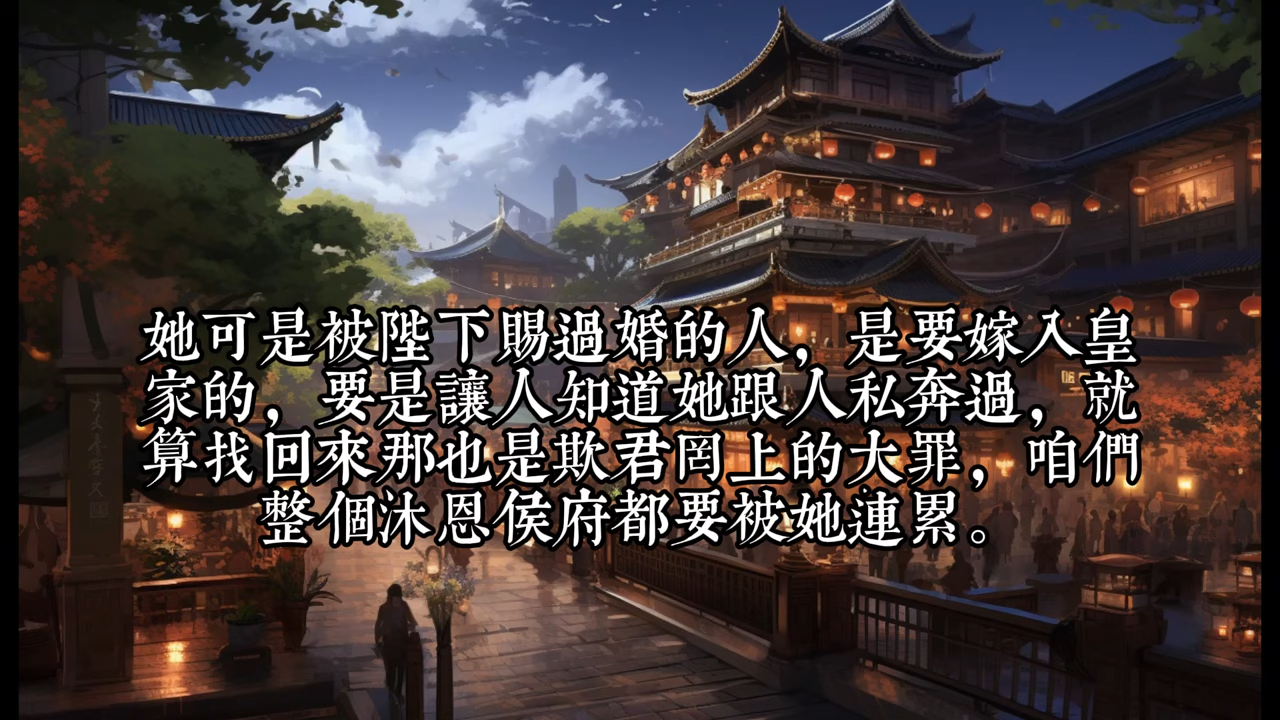 她可是被陛下賜過婚的人，是要嫁入皇
家的，要是讓人知道她跟人私奔過，就
算找回來那也是欺君罔上的大罪，咱們
整個沐恩侯府都要被她連累。